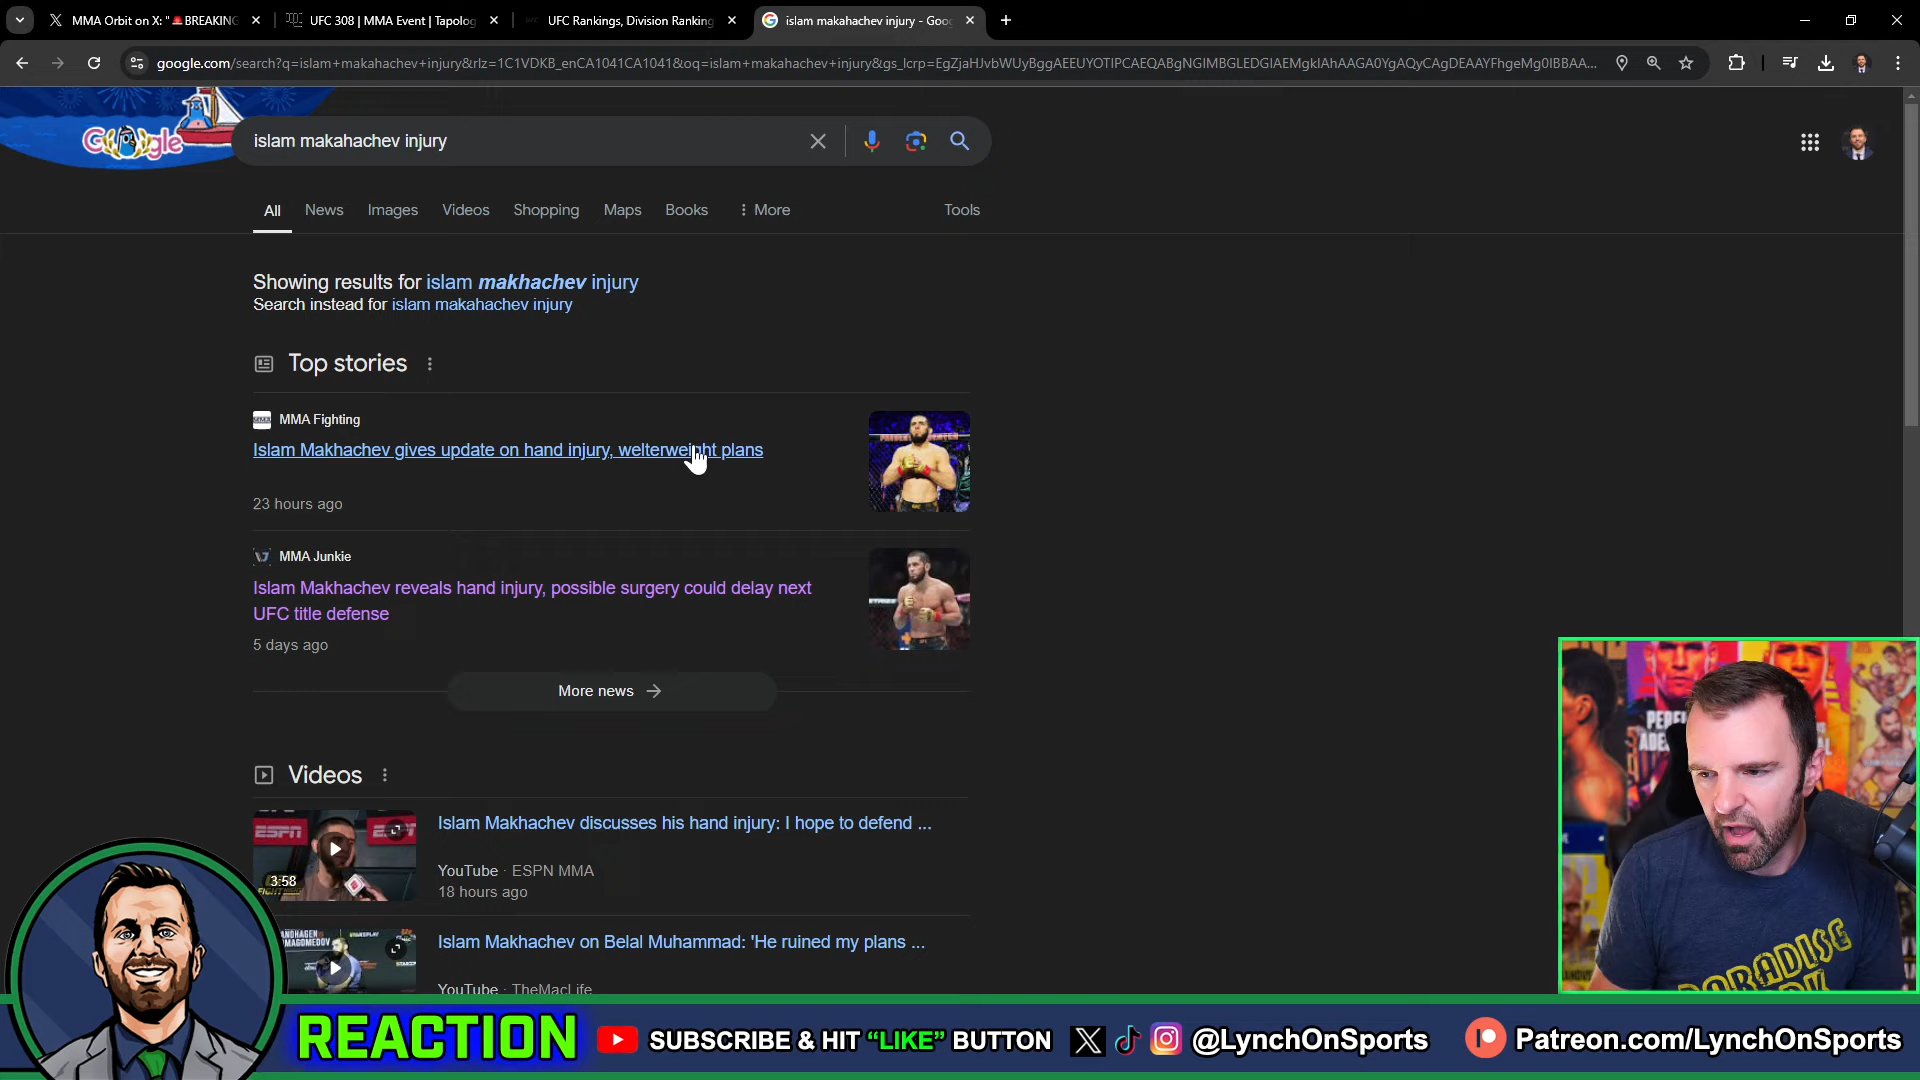 MMA Orbit on X: "🚨BREAKING
UFC 308 | MMA Event | Tapolog
UFC Rankings, Division Ranking
islam makahachev injury - Goo
google.com/search?q=islam+makahachev+injury&rlz=1C1VDKB_enCA1041CA1041&oq=islam+makahachev+injury&gs_lcrp=EgZjaHJvbWUyBggAEEUYOTIPCAEQABgNGIMBGLEDGIAEMgkIAhAAGA0YgAQyCAgDEAAYFhgeMg0IBBAA...
Google
islam makahachev injury
All News Images Videos Shopping Maps Books More Tools
Showing results for islam makhachev injury
Search instead for islam makahachev injury
Top stories
MMA Fighting
Islam Makhachev gives update on hand injury, welterweight plans
23 hours ago
MMA Junkie
Islam Makhachev reveals hand injury, possible surgery could delay next
UFC title defense
5 days ago
More news
Videos
Islam Makhachev discusses his hand injury: I hope to defend ...
3:58
YouTube · ESPN MMA
18 hours ago
Islam Makhachev on Belal Muhammad: 'He ruined my plans ...
YouTube · TheMacLife
REACTION
SUBSCRIBE & HIT "LIKE" BUTTON
@LynchOnSports
Patreon.com/LynchOnSports